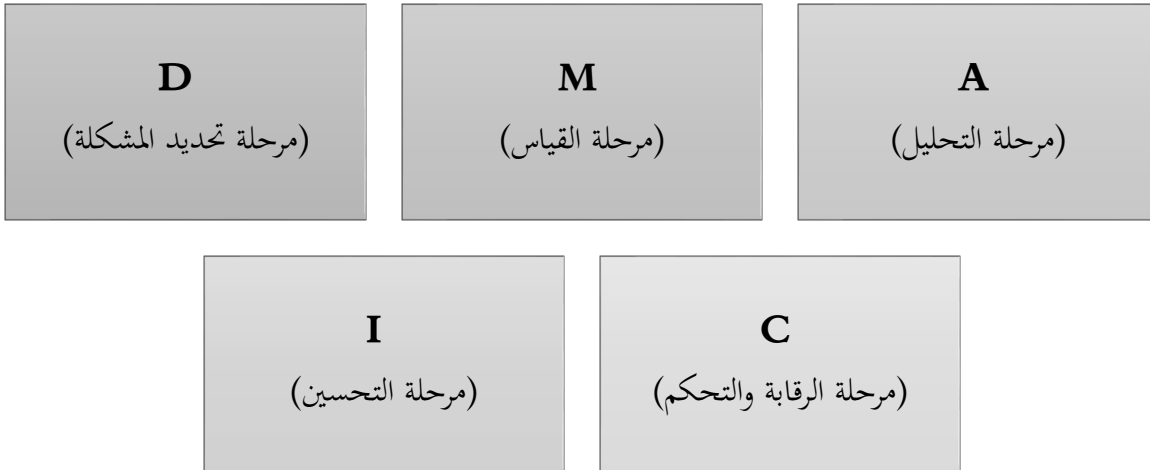 D
(مرحلة تحديد المشكلة)
M
(مرحلة القياس)
A
(مرحلة التحليل)
I
(مرحلة التحسين)
C
(مرحلة الرقابة والتحكم)